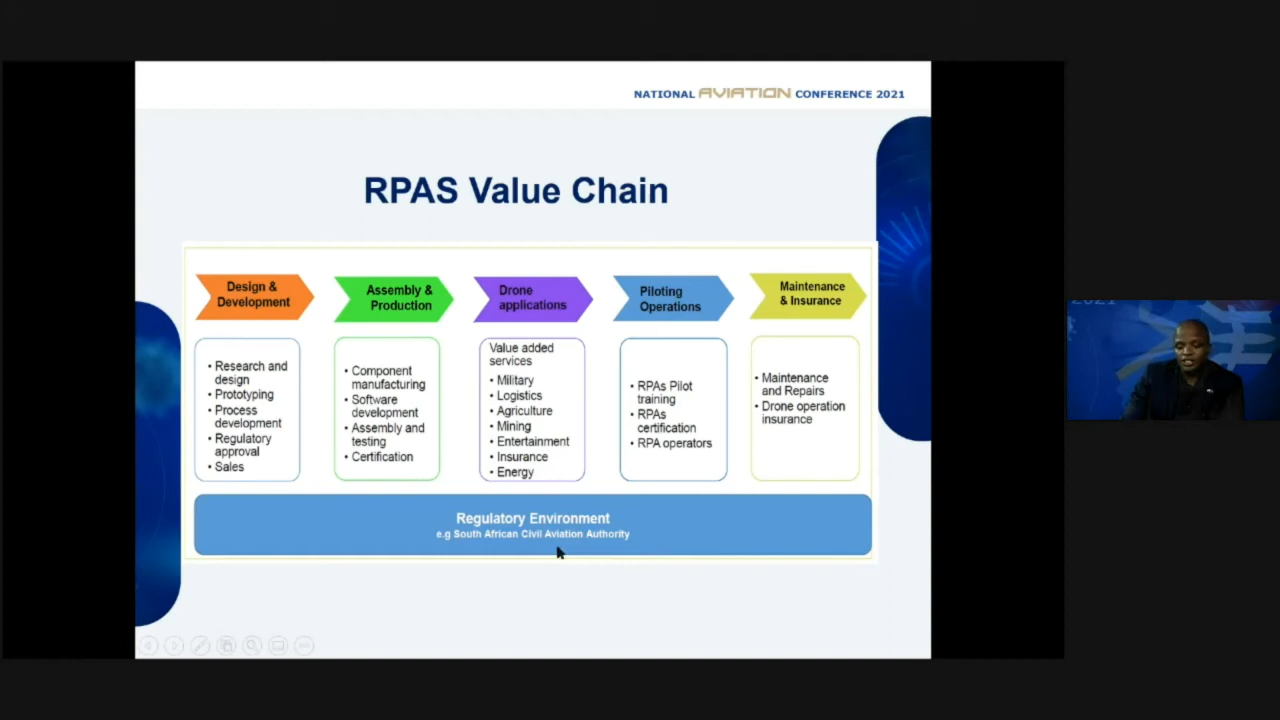 NATIONAL AVIATION CONFERENCE 2021
RPAS Value Chain
Design &
Development
• Research and
design
• Prototyping
• Process
development
• Regulatory
approval
• Sales
Assembly &
Production
• Component
manufacturing
• Software
development
• Assembly and
testing
• Certification
Drone
applications
Value added
services
• Military
• Logistics
• Agriculture
• Mining
• Entertainment
• Insurance
• Energy
Piloting
Operations
• RPAs Pilot
training
• RPAs
certification
• RPA operators
Maintenance
& Insurance
• Maintenance
and Repairs
• Drone operation
insurance
Regulatory Environment
e.g South African Civil Aviation Authority
2021